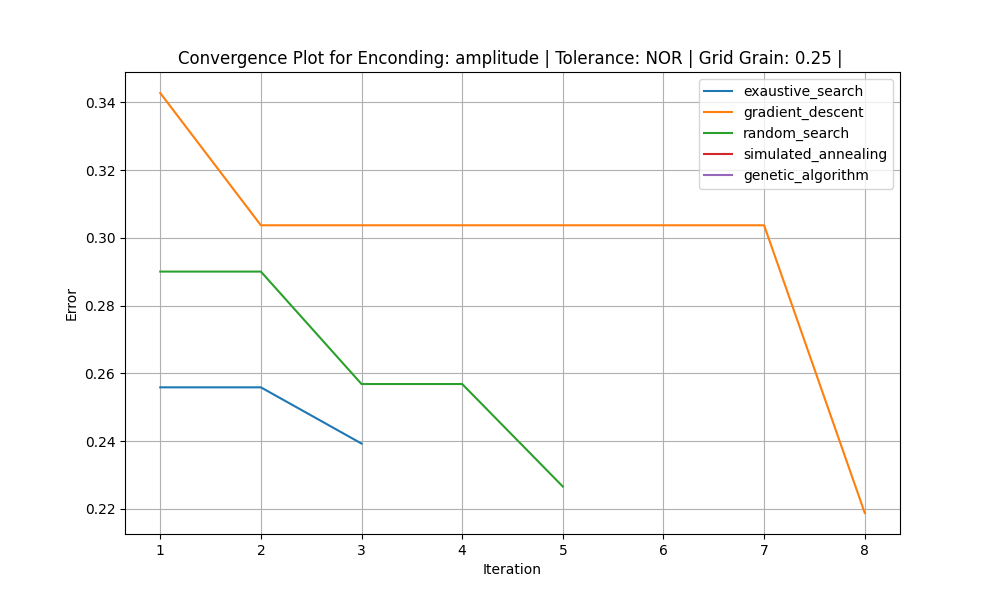 Convergence Plot for Enconding: amplitude | Tolerance: NOR | Grid Grain: 0.25 |
exaustive_search
gradient_descent
random_search
simulated_annealing
genetic_algorithm
Error
0.34
0.32
0.30
0.28
0.26
0.24
0.22
1 2 3 4 5 6 7 8
Iteration